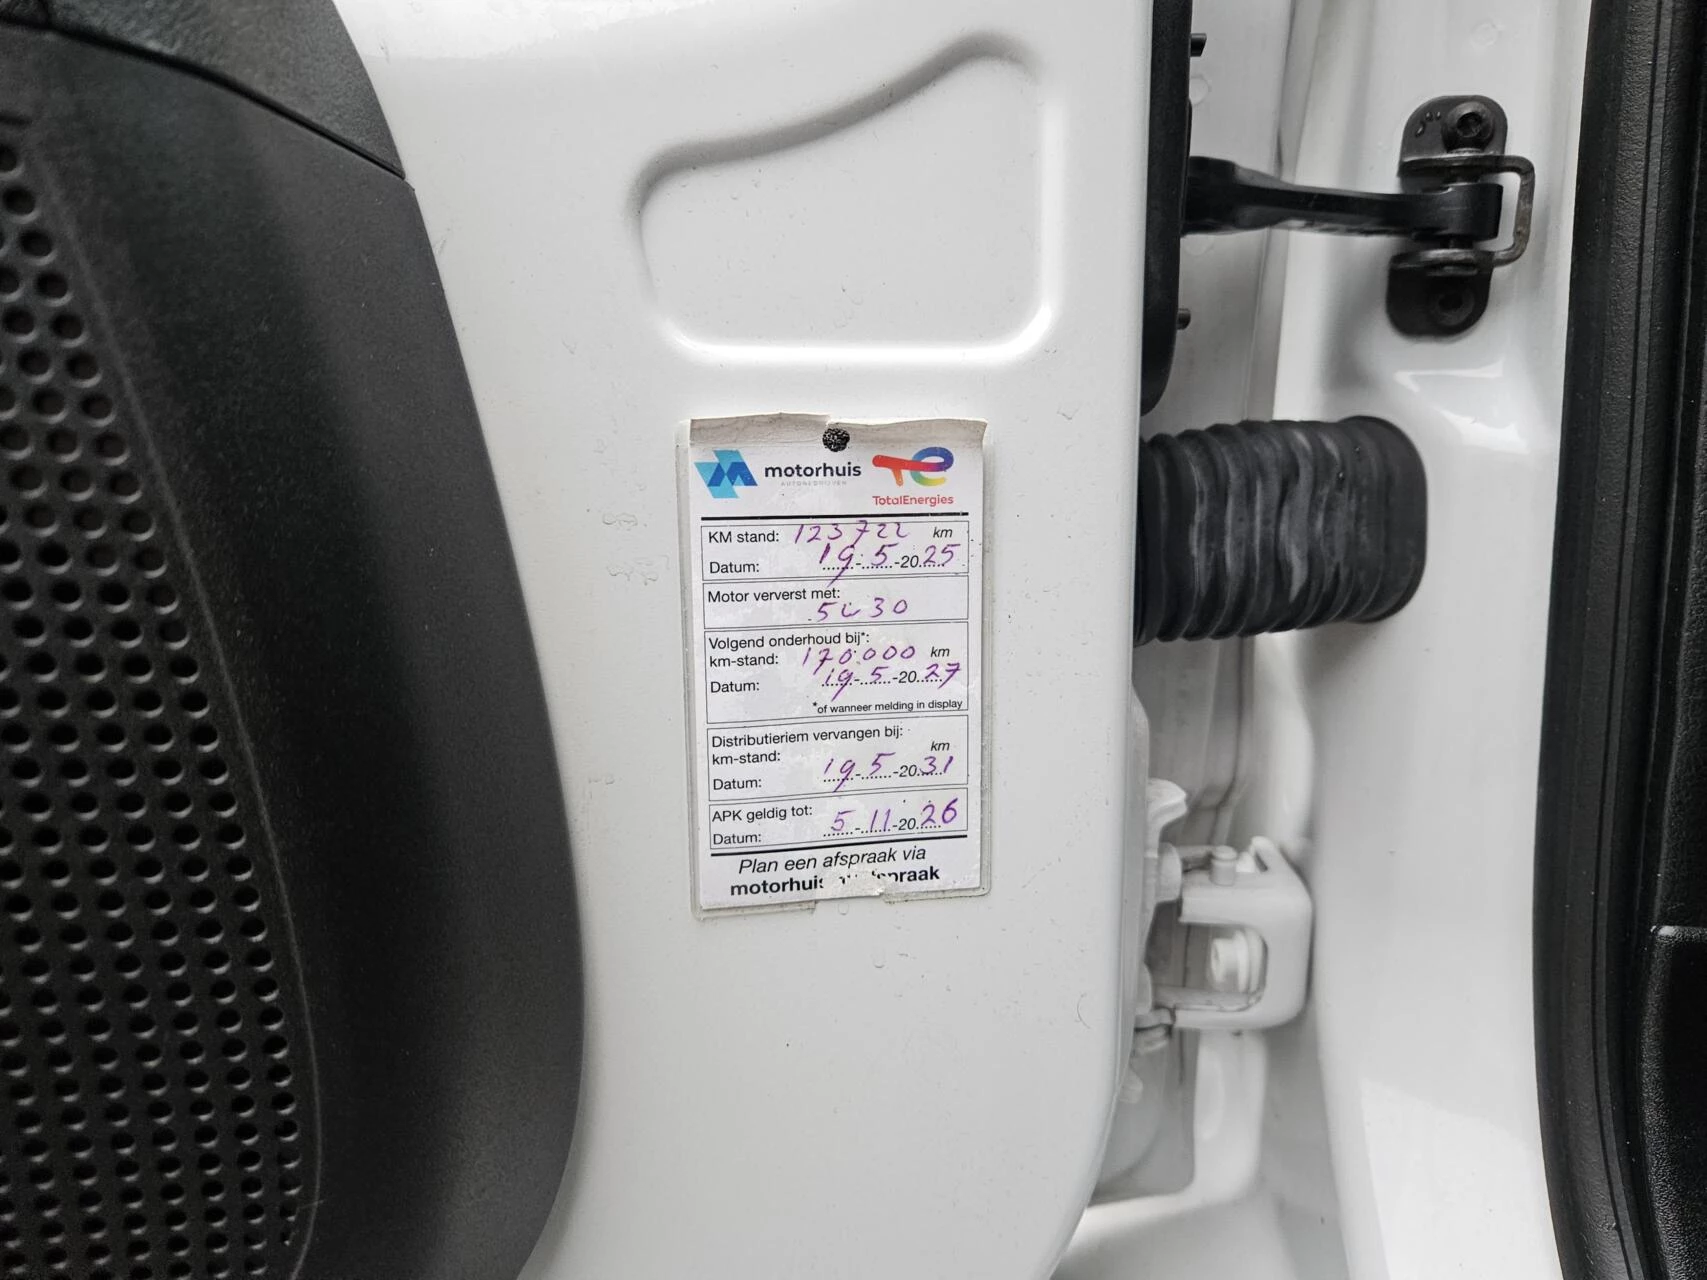 motorhuis
AUTOBEDRIJVEN
TotalEnergies
KM stand: 123722 km
Datum: 19-5-2025
Motor ververst met:
5W30
Volgend onderhoud bij*:
km-stand: 170.000 km
Datum: 19-5-2027
*of wanneer melding in display
Distributieriem vervangen bij:
km-stand: km
Datum: 19-5-2031
APK geldig tot:
Datum: 5-11-2026
Plan een afspraak via
motorhuis